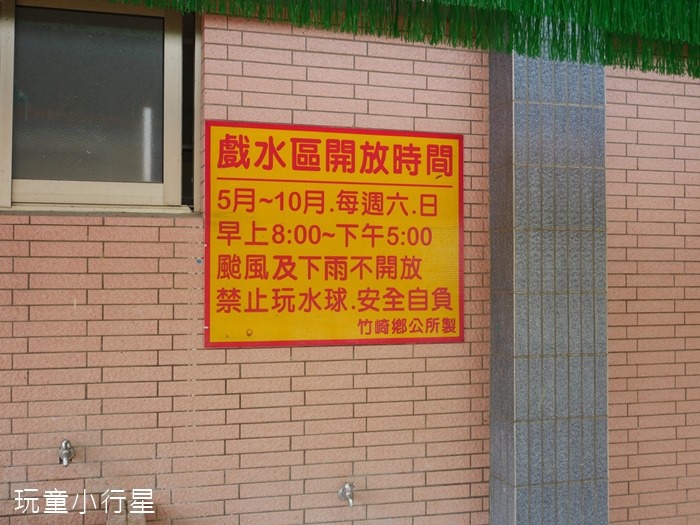 戲水區開放時間
5月~10月.每週六.日
早上8:00~下午5:00
颱風及下雨不開放
禁止玩水球.安全自負
竹崎鄉公所製
玩童小行星